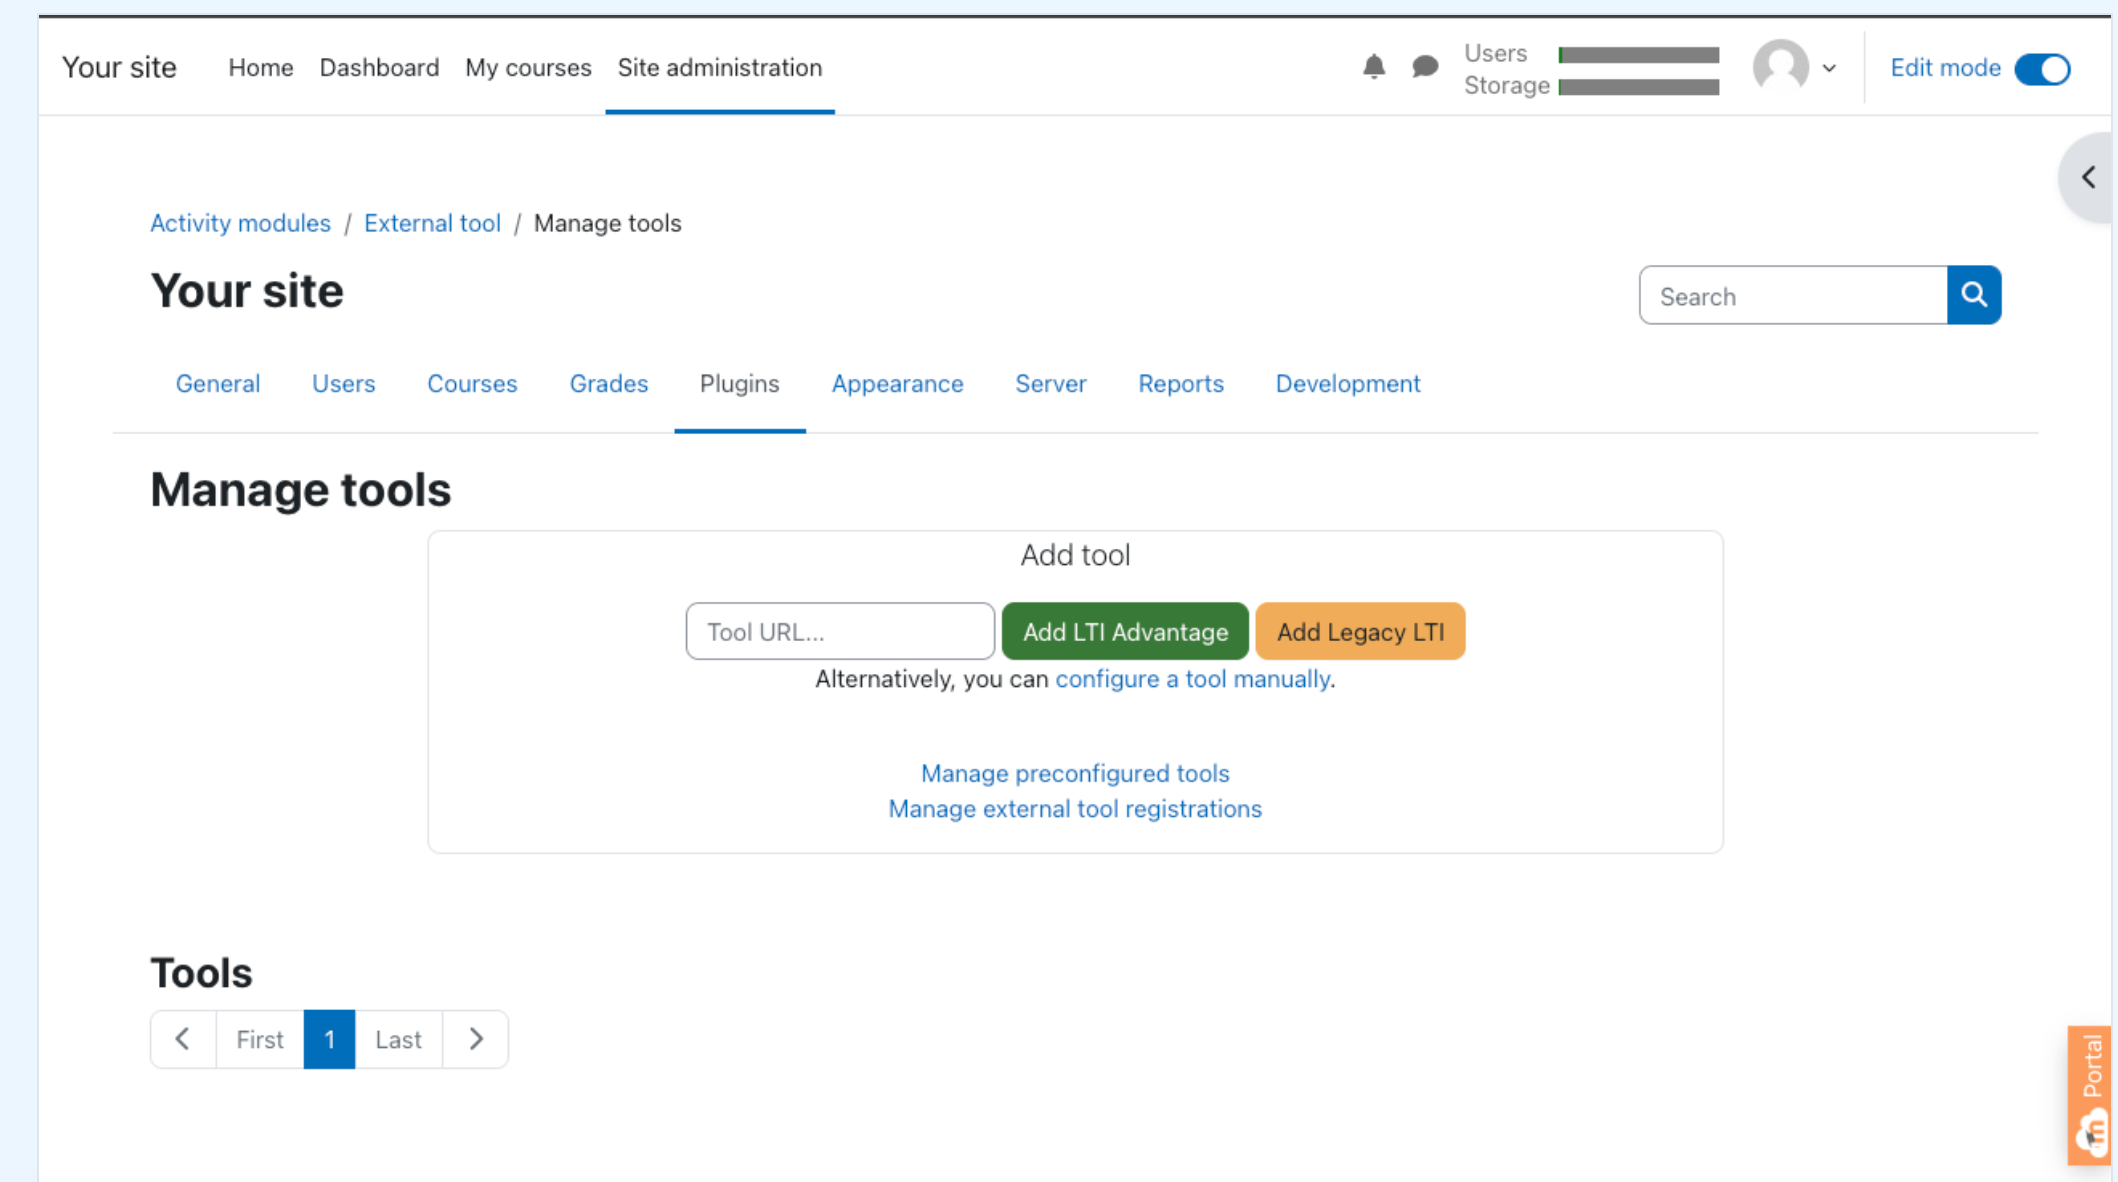 Your site Home Dashboard My courses Site administration Users Edit mode
Storage
Activity modules / External tool / Manage tools
Your site
Search
General Users Courses Grades Plugins Appearance Server Reports Development
Manage tools
Add tool
Tool URL... Add LTI Advantage Add Legacy LTI
Alternatively, you can configure a tool manually.
Manage preconfigured tools
Manage external tool registrations
Tools
First 1 Last
Portal